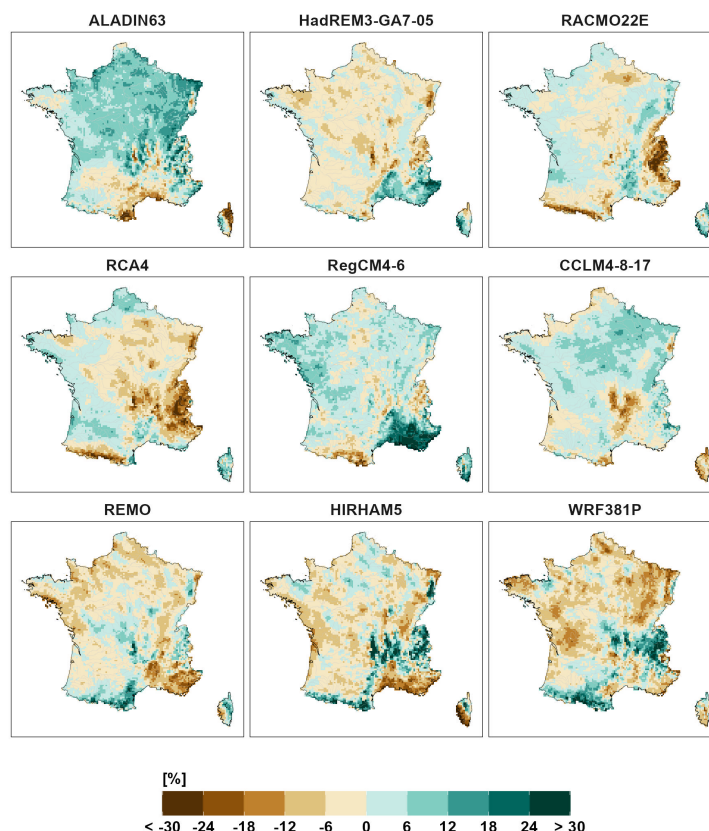 ALADIN63 HadREM3-GA7-05 RACMO22E
RCA4 RegCM4-6 CCLM4-8-17
REMO HIRHAM5 WRF381P
[%]
< -30 -24 -18 -12 -6 0 6 12 18 24 > 30